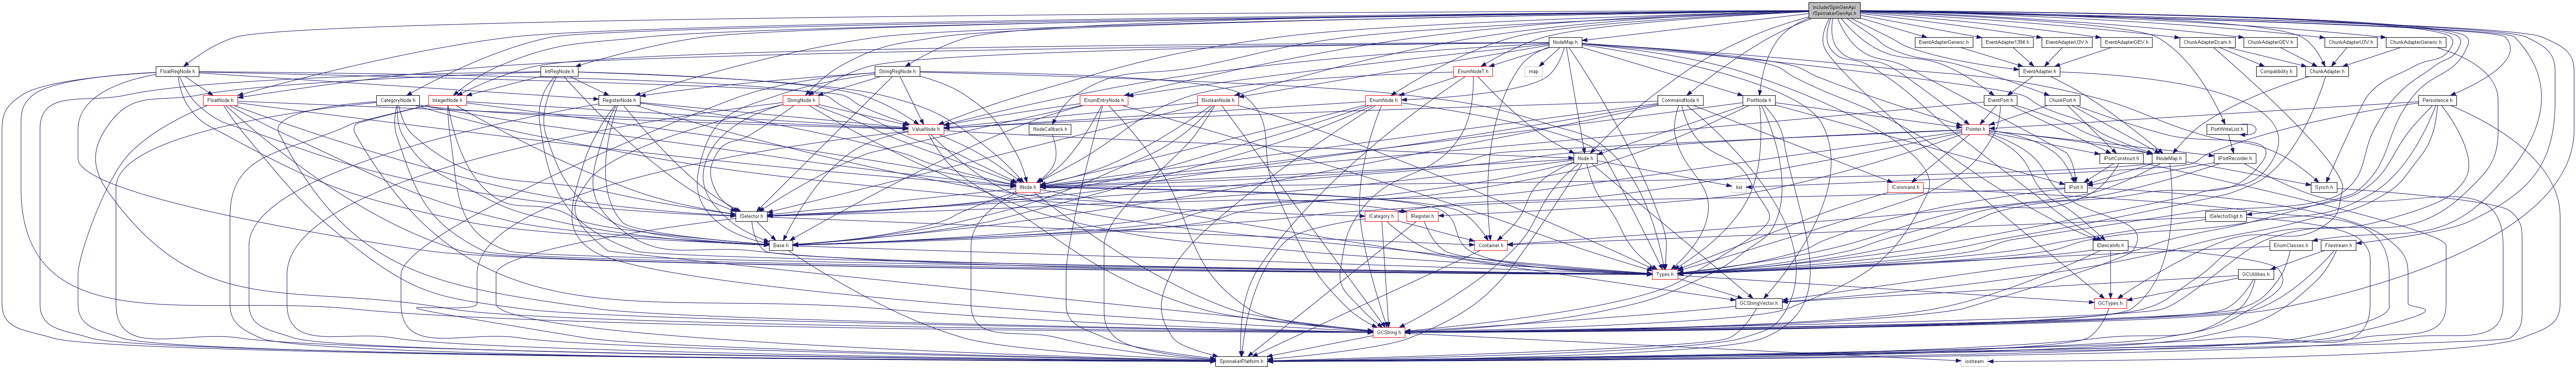 include/SpinGenApi
/SpinnakerGenApi.h
NodeMap.h
EventAdapterGeneric.h
EventAdapter1394.h
EventAdapterU3V.h
EventAdapterGEV.h
ChunkAdapterDcam.h
ChunkAdapterGEV.h
ChunkAdapterU3V.h
ChunkAdapterGeneric.h
FloatRegNode.h
IntRegNode.h
StringRegNode.h
EnumNodeT.h
map
EventAdapter.h
Compatibility.h
ChunkAdapter.h
FloatNode.h
CategoryNode.h
IntegerNode.h
RegisterNode.h
StringNode.h
EnumEntryNode.h
BooleanNode.h
EnumNode.h
CommandNode.h
PortNode.h
EventPort.h
ChunkPort.h
Persistence.h
ValueNode.h
NodeCallback.h
Pointer.h
PortWriteList.h
Node.h
IPortConstruct.h
INodeMap.h
IPortRecorder.h
INode.h
list
ICommand.h
IPort.h
Synch.h
ISelector.h
ICategory.h
IRegister.h
ISelectorDigit.h
Base.h
Container.h
IDeviceInfo.h
EnumClasses.h
Filestream.h
Types.h
GCUtilities.h
GCStringVector.h
GCTypes.h
GCString.h
SpinnakerPlatform.h
iostream